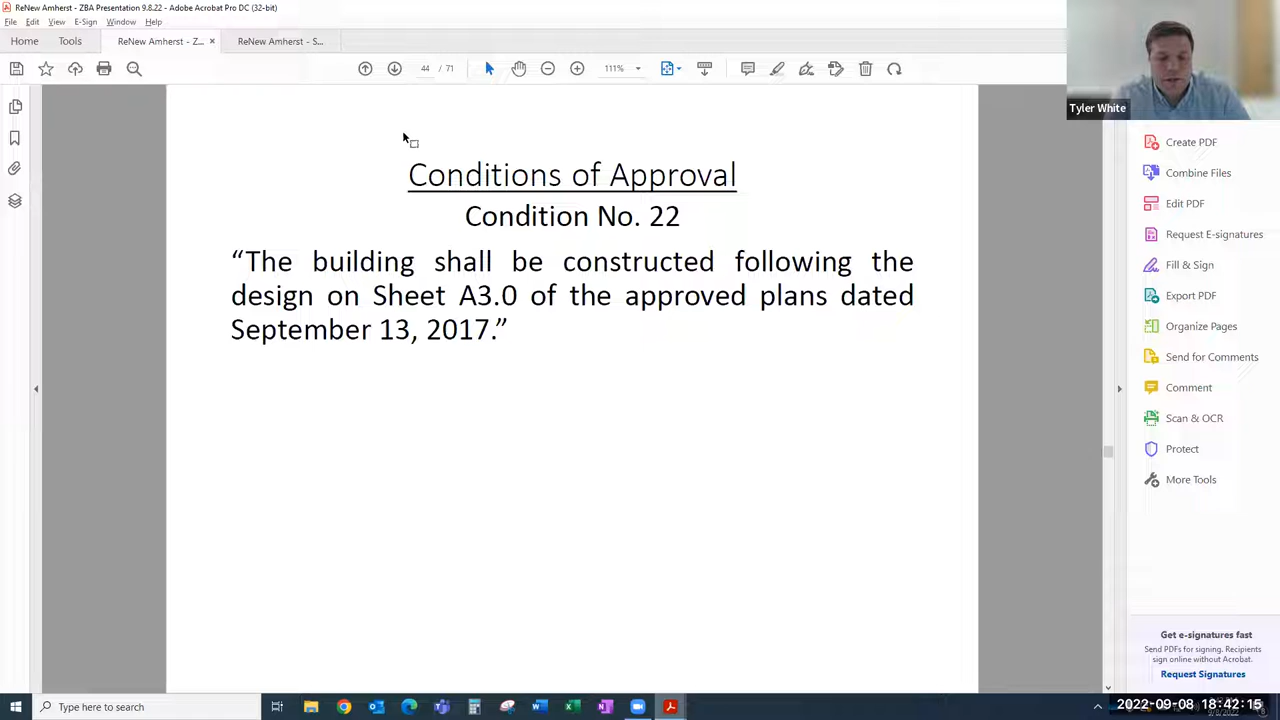 ReNew Amherst - ZBA Presentation 9.8.22 - Adobe Acrobat Pro DC (32-bit)
File Edit View E-Sign Window Help
Home Tools ReNew Amherst - Z... × ReNew Amherst - S...
44 / 71 111%
Tyler White
Conditions of Approval
Condition No. 22
“The building shall be constructed following the
design on Sheet A3.0 of the approved plans dated
September 13, 2017.”
Create PDF
Combine Files
Edit PDF
Request E-signatures
Fill & Sign
Export PDF
Organize Pages
Send for Comments
Comment
Scan & OCR
Protect
More Tools
Get e-signatures fast
Send PDFs for signing. Recipients
sign online without Acrobat.
Request Signatures
Type here to search
2022-09-08 18:42:15